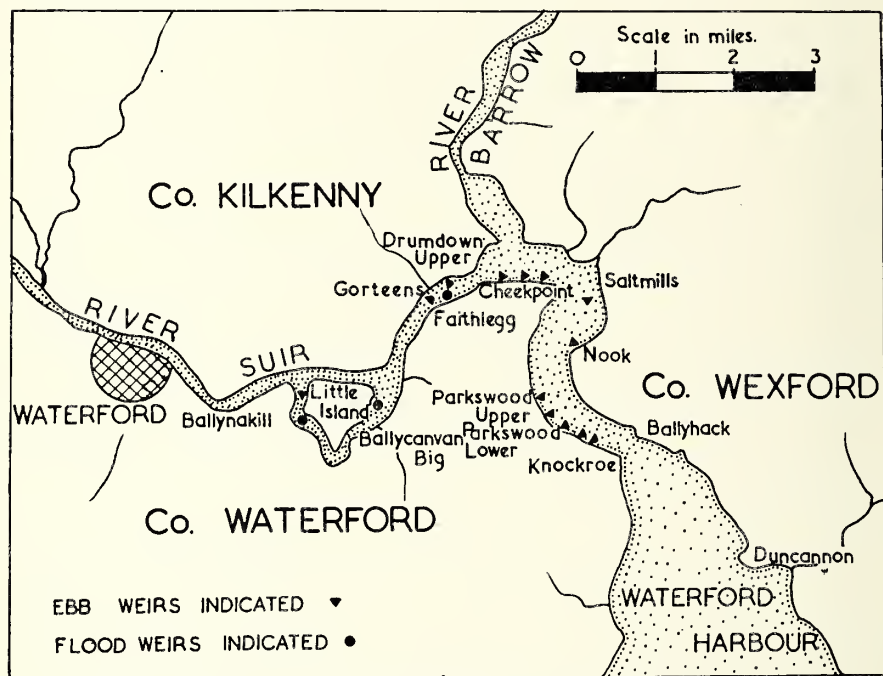 Scale in miles.
0 1 2 3
RIVER
BARROW
Co. KILKENNY
Drumdown
Upper
Gorteens
Cheekpoint
Saltmills
Faithlegg
RIVER
SUIR
Nook
Co. WEXFORD
WATERFORD
Ballynakill
Little
Island
Parkswood
Upper
Ballyhack
Ballycanvan
Big
Parkswood
Lower
Knockroe
Co. WATERFORD
Duncannon
EBB WEIRS INDICATED
WATERFORD
FLOOD WEIRS INDICATED
HARBOUR